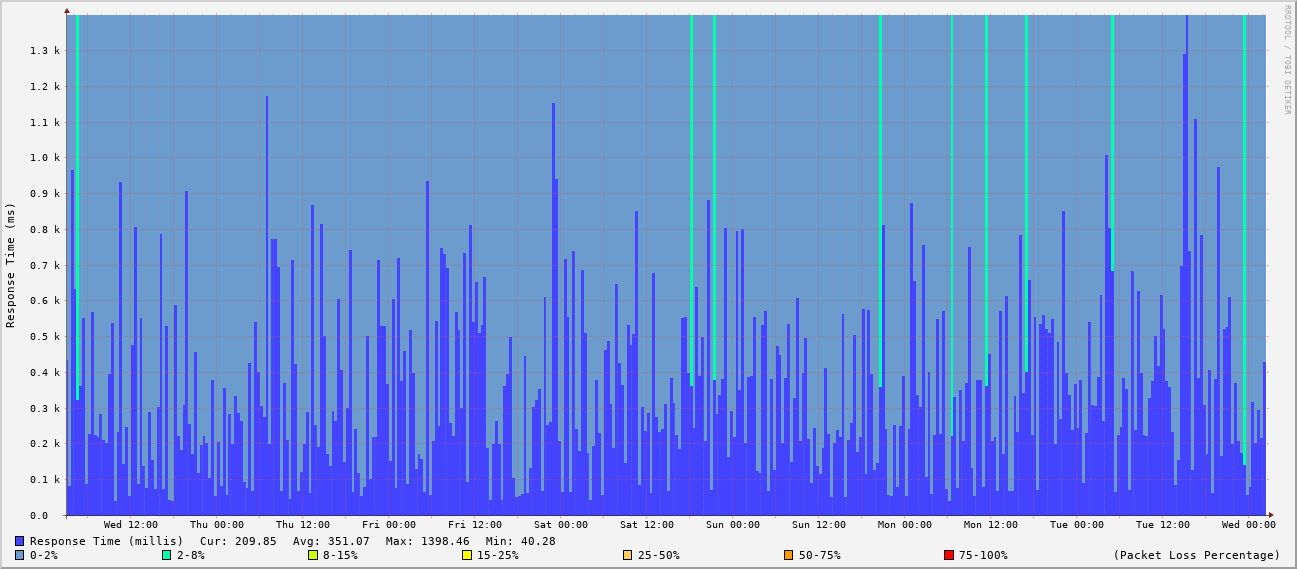 RRDTOOL / TOBI OETIKER
Response Time (ms)
1.3 k
1.2 k
1.1 k
1.0 k
0.9 k
0.8 k
0.7 k
0.6 k
0.5 k
0.4 k
0.3 k
0.2 k
0.1 k
0.0
Wed 12:00 Thu 00:00 Thu 12:00 Fri 00:00 Fri 12:00 Sat 00:00 Sat 12:00 Sun 00:00 Sun 12:00 Mon 00:00 Mon 12:00 Tue 00:00 Tue 12:00 Wed 00:00
Response Time (millis) Cur: 209.85 Avg: 351.07 Max: 1398.46 Min: 40.28
0-2% 2-8% 8-15% 15-25% 25-50% 50-75% 75-100% (Packet Loss Percentage)